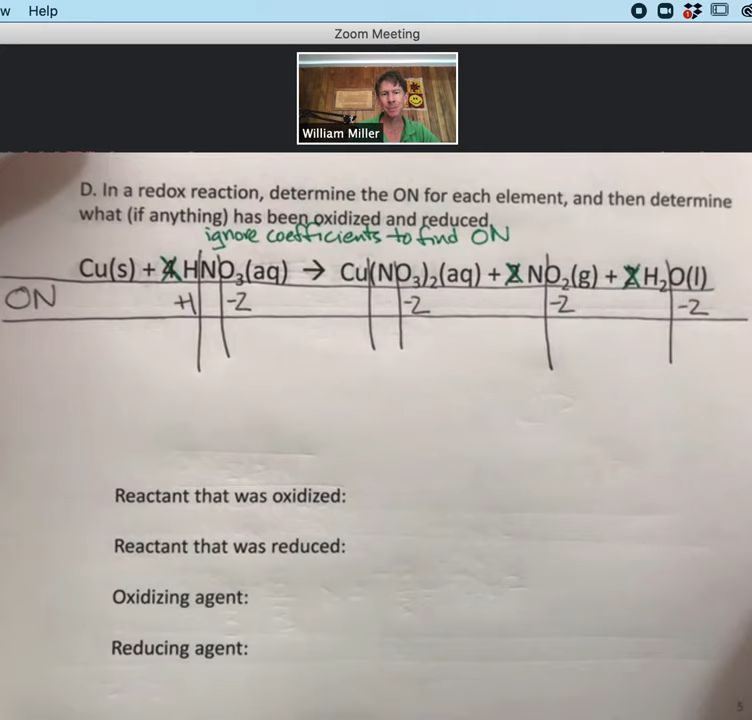 w Help
Zoom Meeting
William Miller
D. In a redox reaction, determine the ON for each element, and then determine
what (if anything) has been oxidized and reduced.
ignore coefficients to find ON
Cu(s) + 4 HNO₃(aq) → Cu(NO₃)₂(aq) + 2 NO₂(g) + 2 H₂O(l)
ON +1 -2 -2 -2 -2
Reactant that was oxidized:
Reactant that was reduced:
Oxidizing agent:
Reducing agent:
5